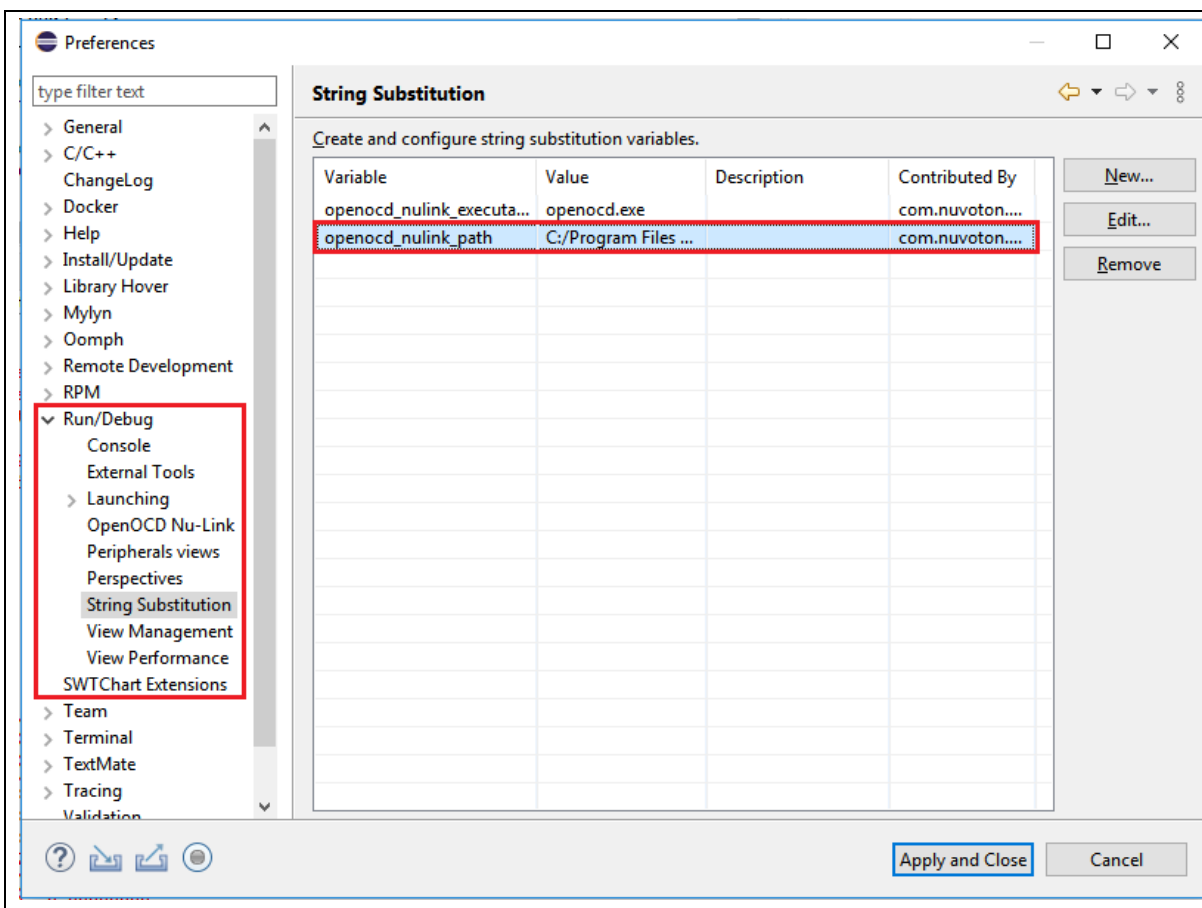 Preferences
type filter text
General
C/C++
ChangeLog
Docker
Help
Install/Update
Library Hover
Mylyn
Oomph
Remote Development
RPM
Run/Debug
Console
External Tools
Launching
OpenOCD Nu-Link
Peripherals views
Perspectives
String Substitution
View Management
View Performance
SWTChart Extensions
Team
Terminal
TextMate
Tracing
Validation
String Substitution
Create and configure string substitution variables.
Variable Value Description Contributed By
openocd_nulink_executa... openocd.exe com.nuvoton....
openocd_nulink_path C:/Program Files ... com.nuvoton....
New...
Edit...
Remove
Apply and Close Cancel